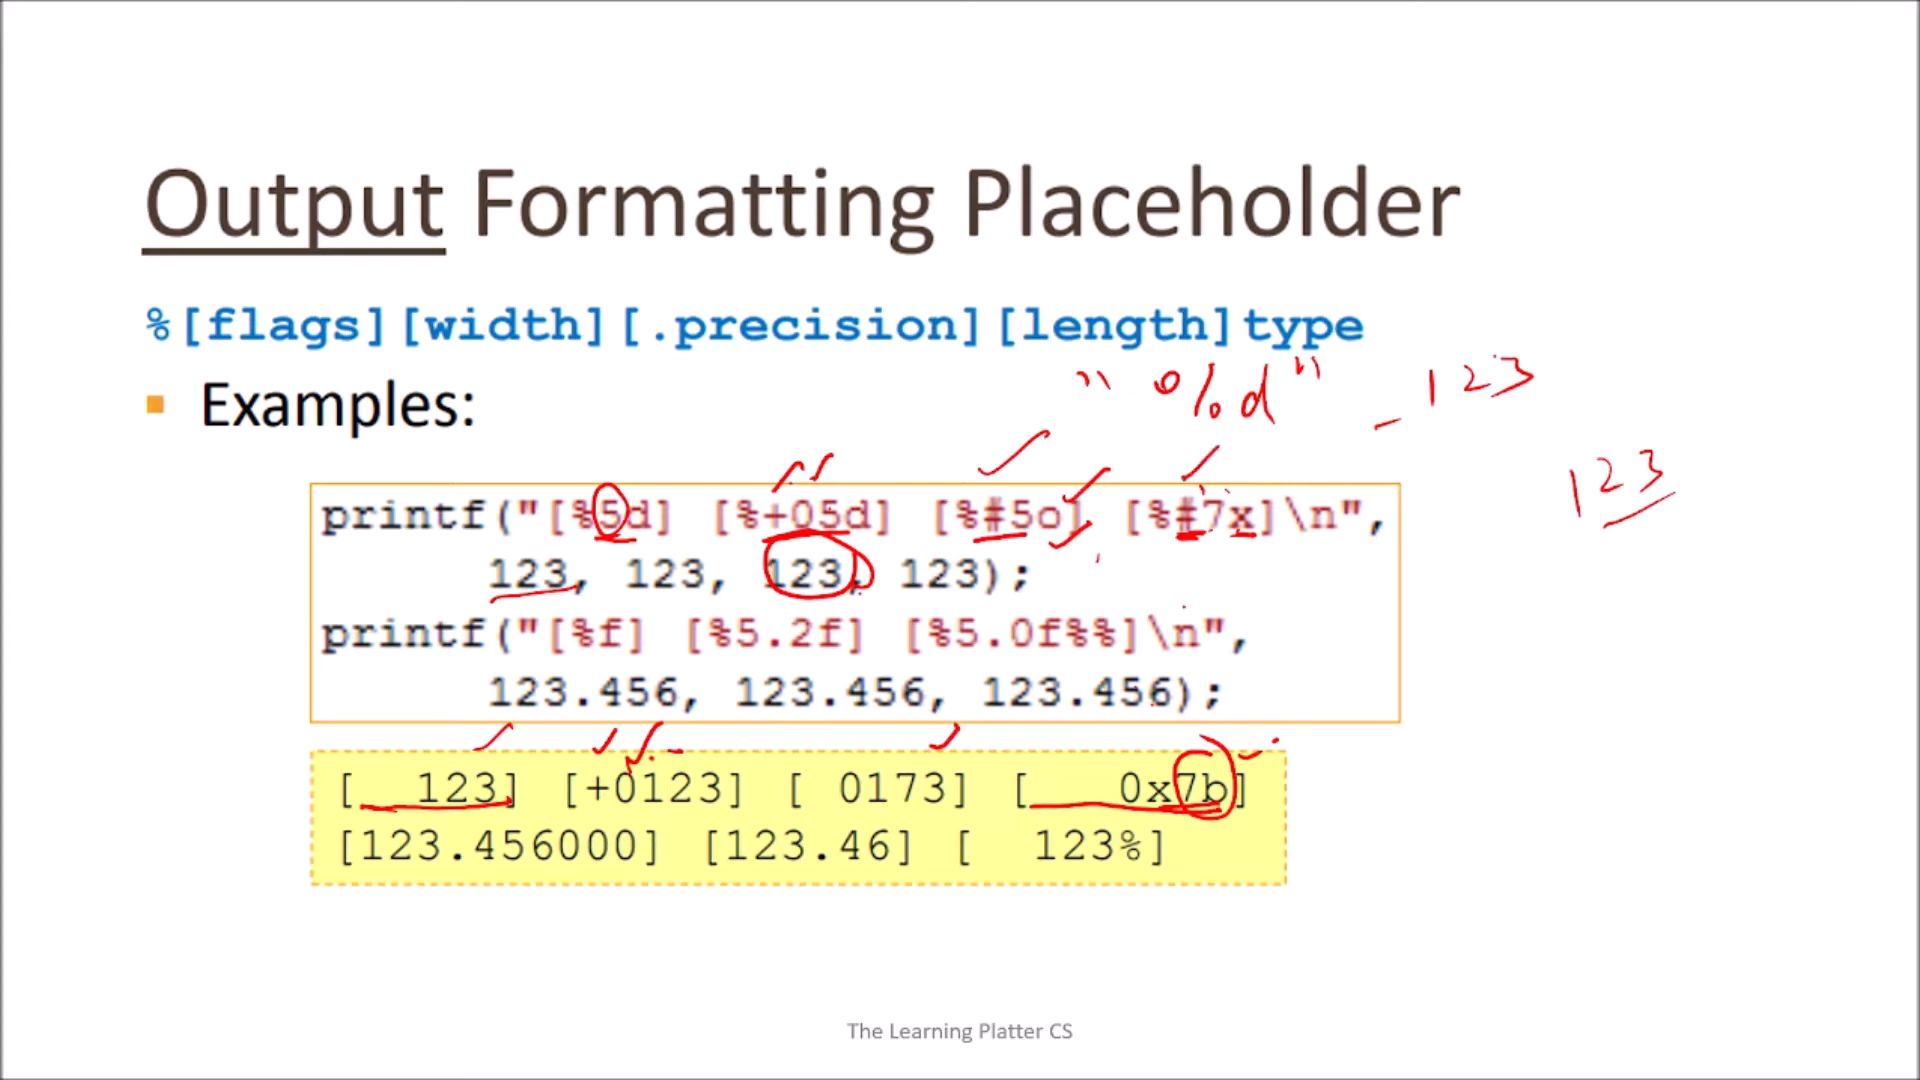 Output Formatting Placeholder
%[flags][width][.precision][length]type
Examples:
"%d"
_123
123
printf("[%5d] [%+05d] [%#5o] [%#7x]\n",
123, 123, 123, 123);
printf("[%f] [%5.2f] [%5.0f%%]\n",
123.456, 123.456, 123.456);
[  123] [+0123] [ 0173] [   0x7b]
[123.456000] [123.46] [  123%]
The Learning Platter CS